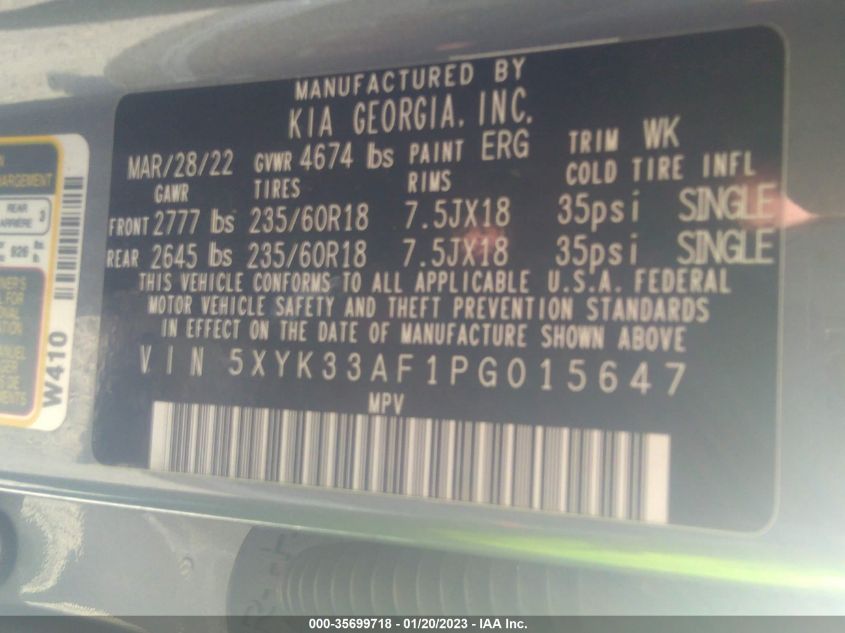 MANUFACTURED BY
KIA GEORGIA, INC.
MAR/28/22 GVWR 4674 lbs PAINT ERG TRIM WK
GAWR TIRES RIMS COLD TIRE INFL
FRONT 2777 lbs 235/60R18 7.5JX18 35psi SINGLE
REAR 2645 lbs 235/60R18 7.5JX18 35psi SINGLE
THIS VEHICLE CONFORMS TO ALL APPLICABLE U.S.A. FEDERAL
MOTOR VEHICLE SAFETY AND THEFT PREVENTION STANDARDS
IN EFFECT ON THE DATE OF MANUFACTURE SHOWN ABOVE
VIN 5XYK33AF1PG015647
MPV
REAR 3
W410
000-35699718 - 01/20/2023 - IAA Inc.